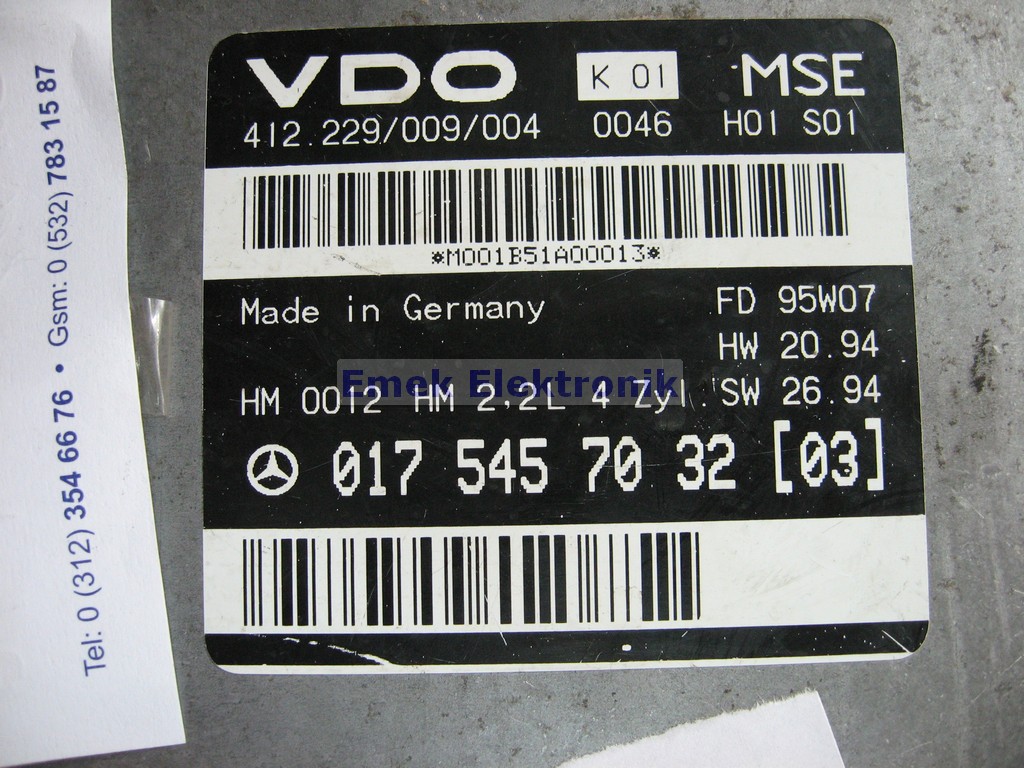 VDO K 01 MSE
412.229/009/004 0046 H01 S01
*M001B51A00013*
Made in Germany FD 95W07
HW 20.94
Emek Elektronik
HM 0012 HM 2,2L 4 Zyl. SW 26.94
017 545 70 32 [03]
Tel: 0 (312) 354 66 76 • Gsm: 0 (532) 783 15 87